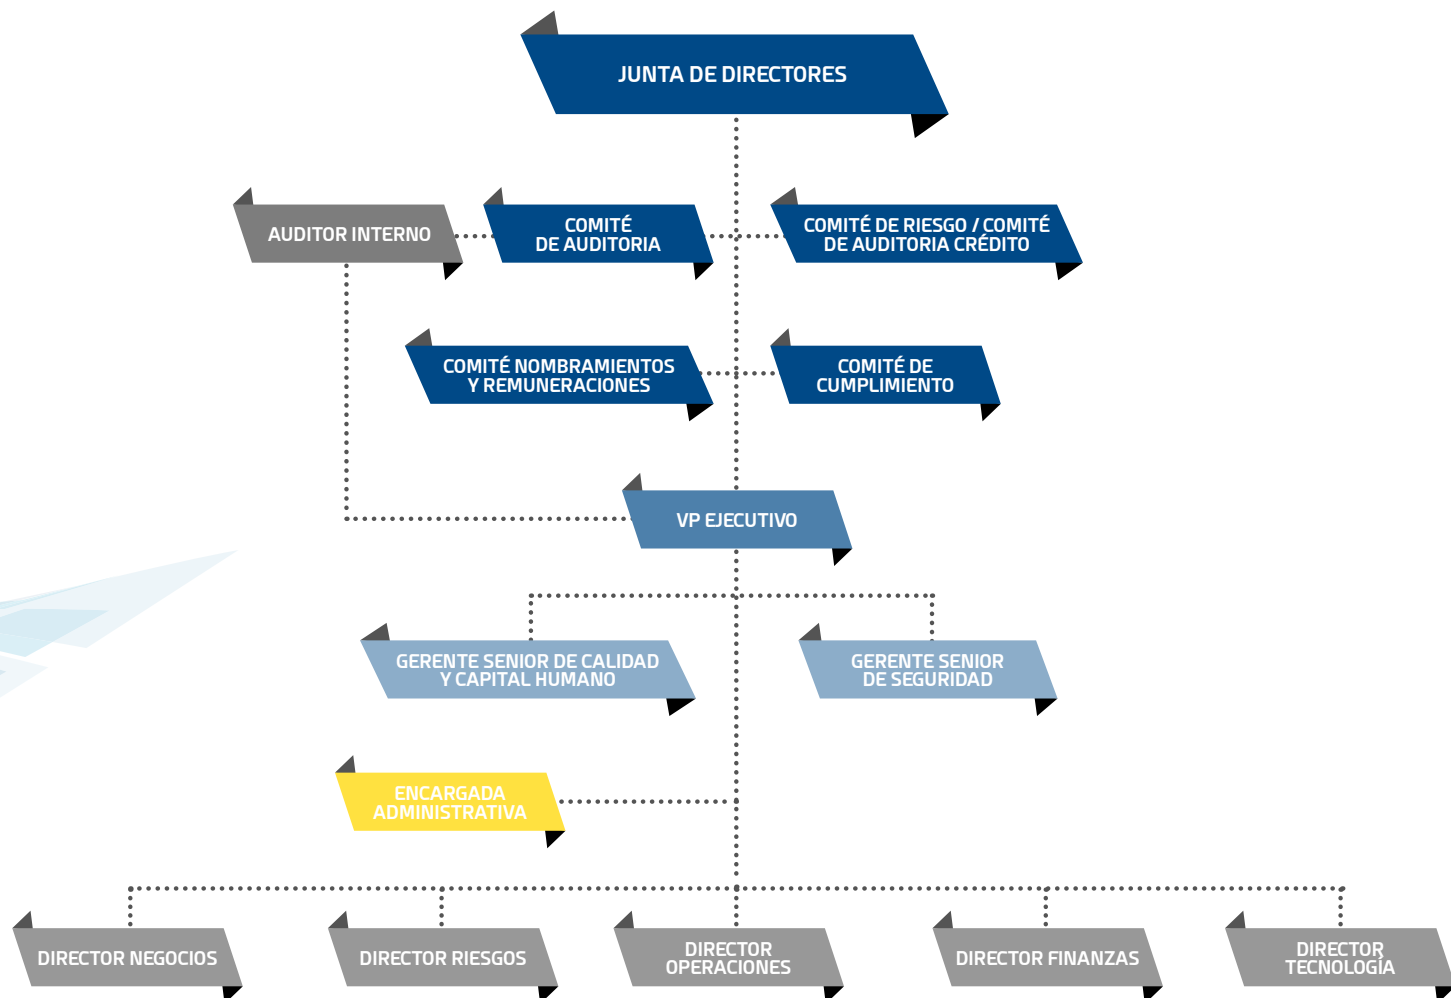 JUNTA DE DIRECTORES
AUDITOR INTERNO
COMITÉ
DE AUDITORIA
COMITÉ DE RIESGO / COMITÉ
DE AUDITORIA CRÉDITO
COMITÉ NOMBRAMIENTOS
Y REMUNERACIONES
COMITÉ DE
CUMPLIMIENTO
VP EJECUTIVO
GERENTE SENIOR DE CALIDAD
Y CAPITAL HUMANO
GERENTE SENIOR
DE SEGURIDAD
ENCARGADA
ADMINISTRATIVA
DIRECTOR NEGOCIOS
DIRECTOR RIESGOS
DIRECTOR
OPERACIONES
DIRECTOR FINANZAS
DIRECTOR
TECNOLOGÍA